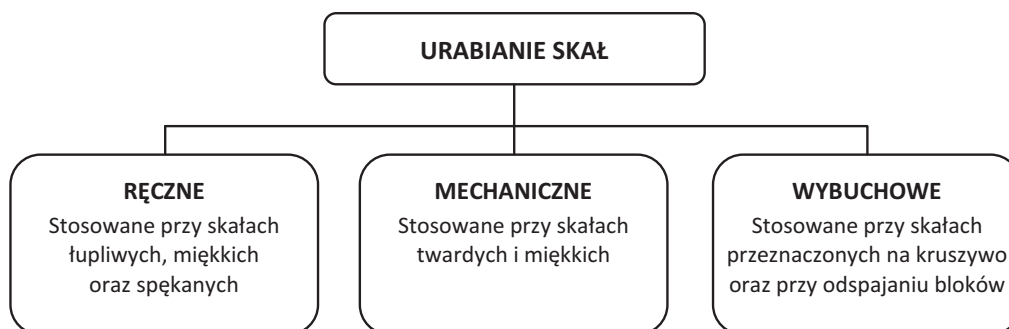 URABIANIE SKAŁ
RĘCZNE
Stosowane przy skałach
łupliwych, miękkich
oraz spękanych
MECHANICZNE
Stosowane przy skałach
twardych i miękkich
WYBUCHOWE
Stosowane przy skałach
przeznaczonych na kruszywo
oraz przy odspajaniu bloków